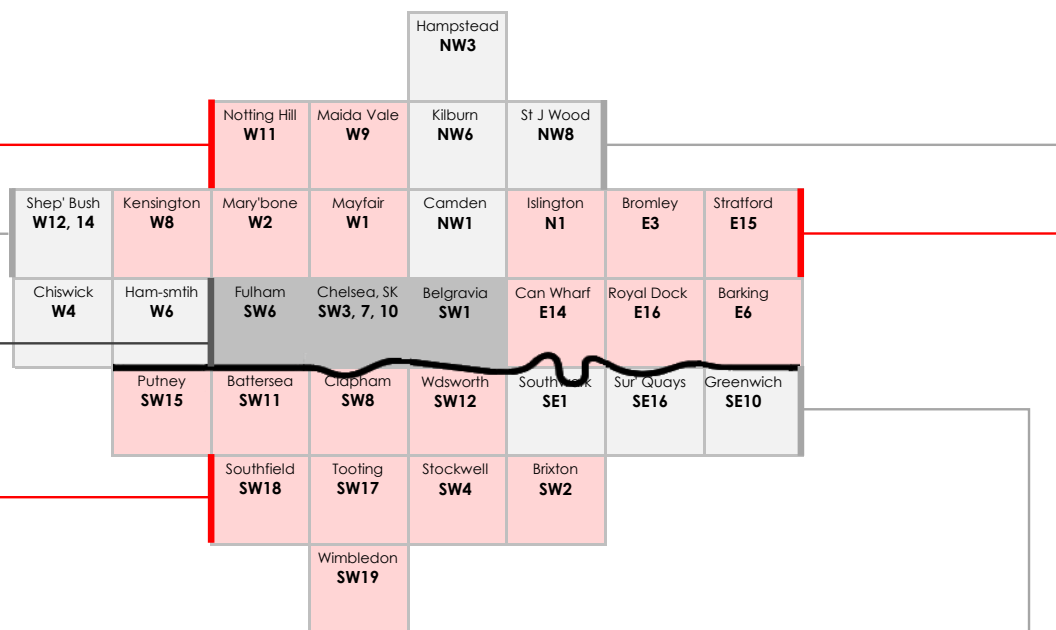 Hampstead
NW3
Notting Hill Maida Vale Kilburn St J Wood
W11 W9 NW6 NW8
Shep' Bush Kensington Mary'bone Mayfair Camden Islington Bromley Stratford
W12, 14 W8 W2 W1 NW1 N1 E3 E15
Chiswick Ham-smtih Fulham Chelsea, SK Belgravia Can Wharf Royal Dock Barking
W4 W6 SW6 SW3, 7, 10 SW1 E14 E16 E6
Putney Battersea Clapham Wdsworth Southwark Sur' Quays Greenwich
SW15 SW11 SW8 SW12 SE1 SE16 SE10
Southfield Tooting Stockwell Brixton
SW18 SW17 SW4 SW2
Wimbledon
SW19